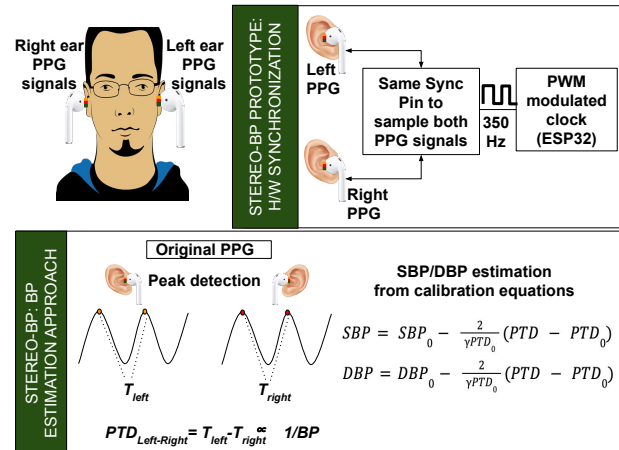 Right ear
PPG
signals
Left ear
PPG
signals
STEREO-BP PROTOTYPE:
H/W SYNCHRONIZATION
Left
PPG
Right
PPG
Same Sync
Pin to
sample both
PPG signals
350
Hz
PWM
modulated
clock
(ESP32)
STEREO-BP: BP
ESTIMATION APPROACH
Original PPG
Peak detection
T_left
T_right
PTD_Left-Right = T_left - T_right ∝ 1/BP
SBP/DBP estimation
from calibration equations
SBP = SBP_0 − 2/(γPTD_0) (PTD − PTD_0)
DBP = DBP_0 − 2/(γPTD_0) (PTD − PTD_0)